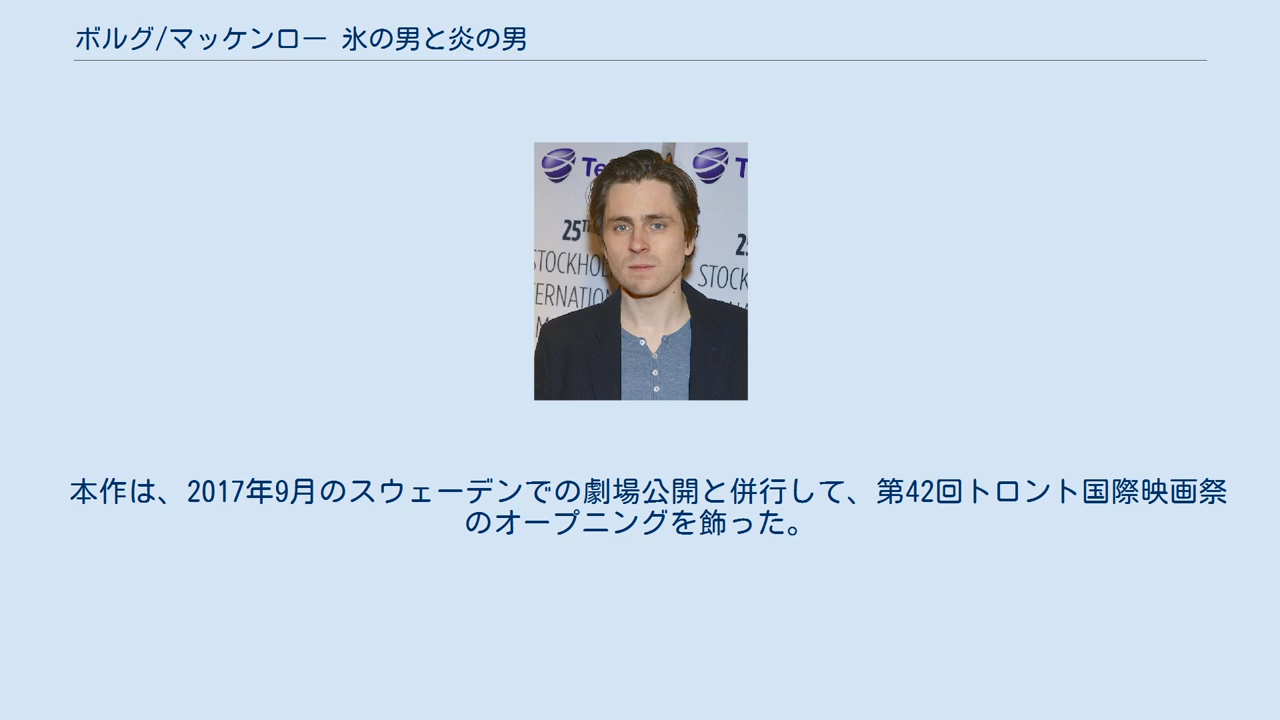 ボルグ/マッケンロー 氷の男と炎の男
25TH
STOCKHOL
本作は、2017年9月のスウェーデンでの劇場公開と併行して、第42回トロント国際映画祭
のオープニングを飾った。